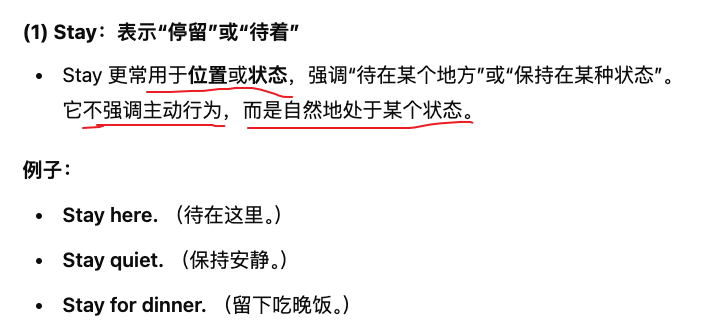 (1) Stay：表示“停留”或“待着”
• Stay 更常用于位置或状态，强调“待在某个地方”或“保持在某种状态”。
它不强调主动行为，而是自然地处于某个状态。
例子：
• Stay here. （待在这里。）
• Stay quiet. （保持安静。）
• Stay for dinner. （留下吃晚饭。）